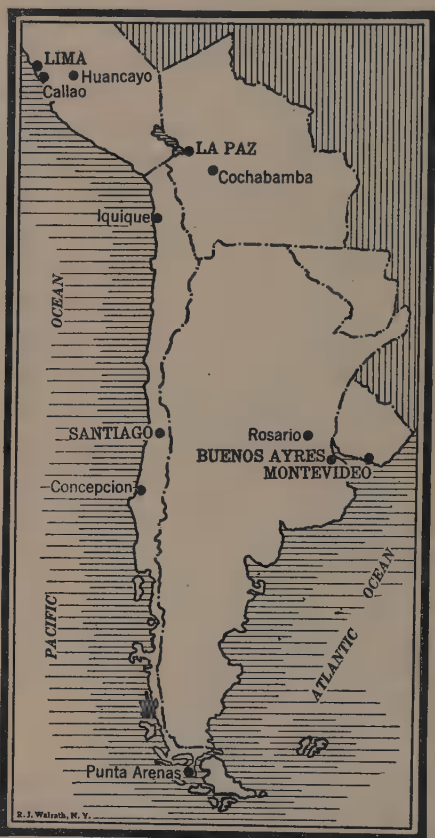 LIMA
Huancayo
Callao
LA PAZ
Cochabamba
Iquique
OCEAN
SANTIAGO
Rosario
BUENOS AYRES
MONTEVIDEO
Concepcion
OCEAN
PACIFIC
ATLANTIC
Punta Arenas
R. J. Walrath, N. Y.